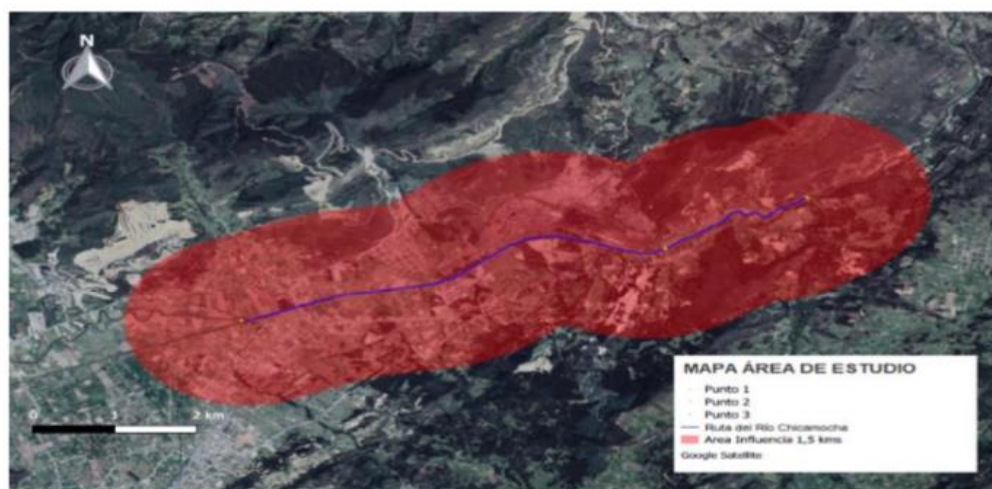 N
0 1 2 km
MAPA ÁREA DE ESTUDIO
Punto 1
Punto 2
Punto 3
Ruta del Río Chicamocha
Area Influencia 1,5 kms
Google Satellite